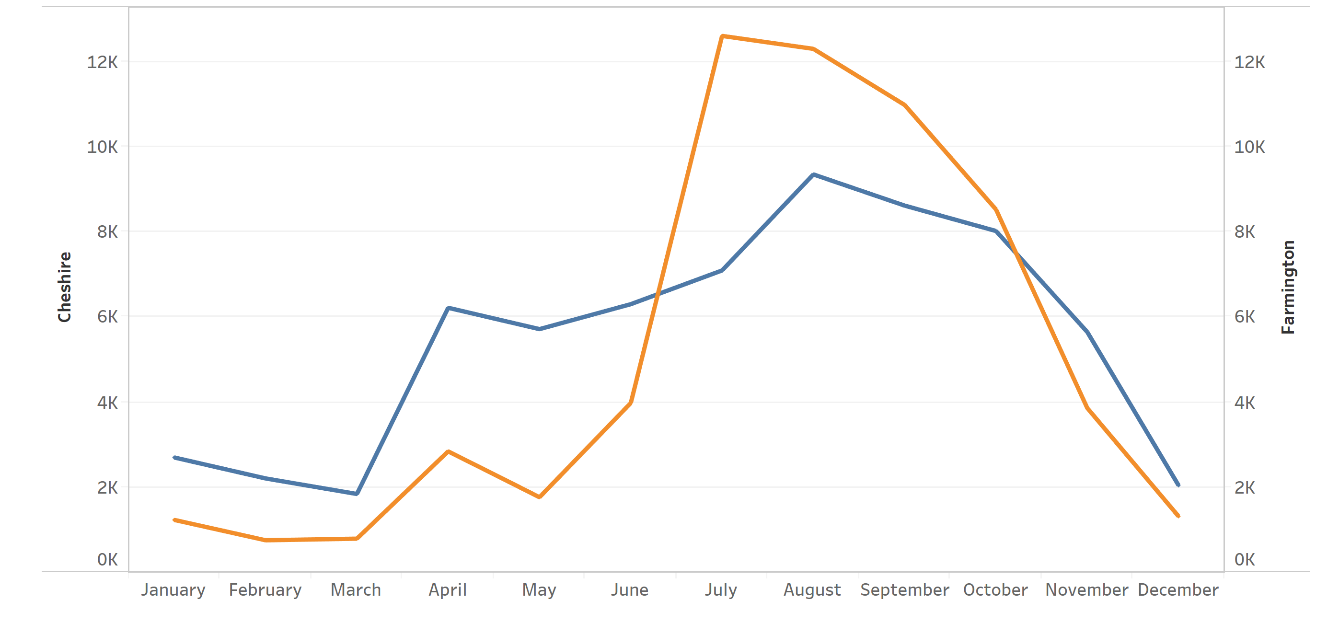 12K
10K
8K
6K
4K
2K
0K
Cheshire
12K
10K
8K
6K
4K
2K
0K
Farmington
January February March April May June July August September October November December